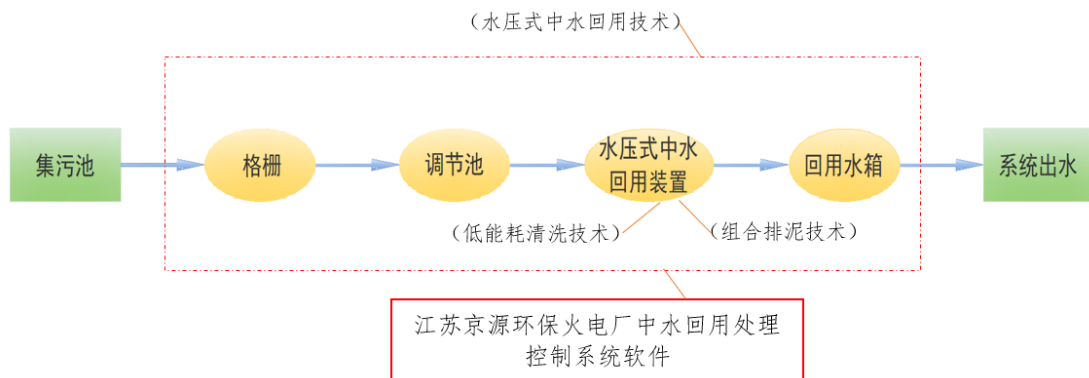 （水压式中水回用技术）
集污池
格栅
调节池
水压式中水
回用装置
回用水箱
系统出水
（低能耗清洗技术）
（组合排泥技术）
江苏京源环保火电厂中水回用处理
控制系统软件